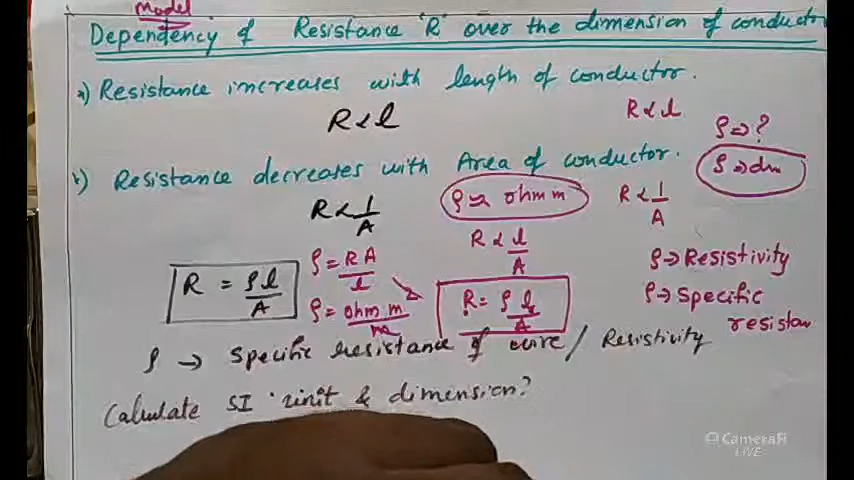 Model
Dependency of Resistance 'R' over the dimension of conductor
a) Resistance increases with length of conductor.
R ∝ l
R ∝ l
ρ ⇒ ?
ρ ⇒ dm
b) Resistance decreases with Area of conductor.
R ∝ 1/A
ρ ⇒ ohm m
R ∝ 1/A
R ∝ l/A
R = ρl/A
ρ = RA/l
ρ = ohm m/m
R = ρ l/A
ρ → Resistivity
ρ → Specific
resistan
ρ → Specific resistance of wire / Resistivity
Calculate SI unit & dimension?
CameraFi
LIVE